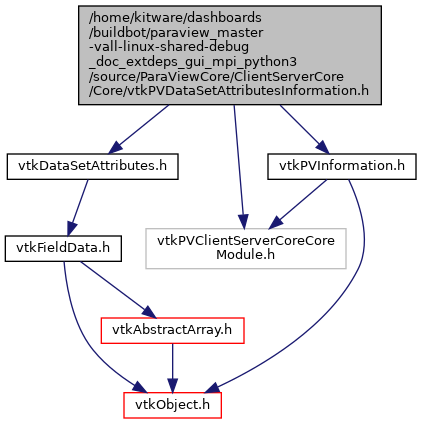 /home/kitware/dashboards
/buildbot/paraview_master
-vall-linux-shared-debug
_doc_extdeps_gui_mpi_python3
/source/ParaViewCore/ClientServerCore
/Core/vtkPVDataSetAttributesInformation.h
vtkDataSetAttributes.h
vtkPVInformation.h
vtkFieldData.h
vtkPVClientServerCoreCore
Module.h
vtkAbstractArray.h
vtkObject.h